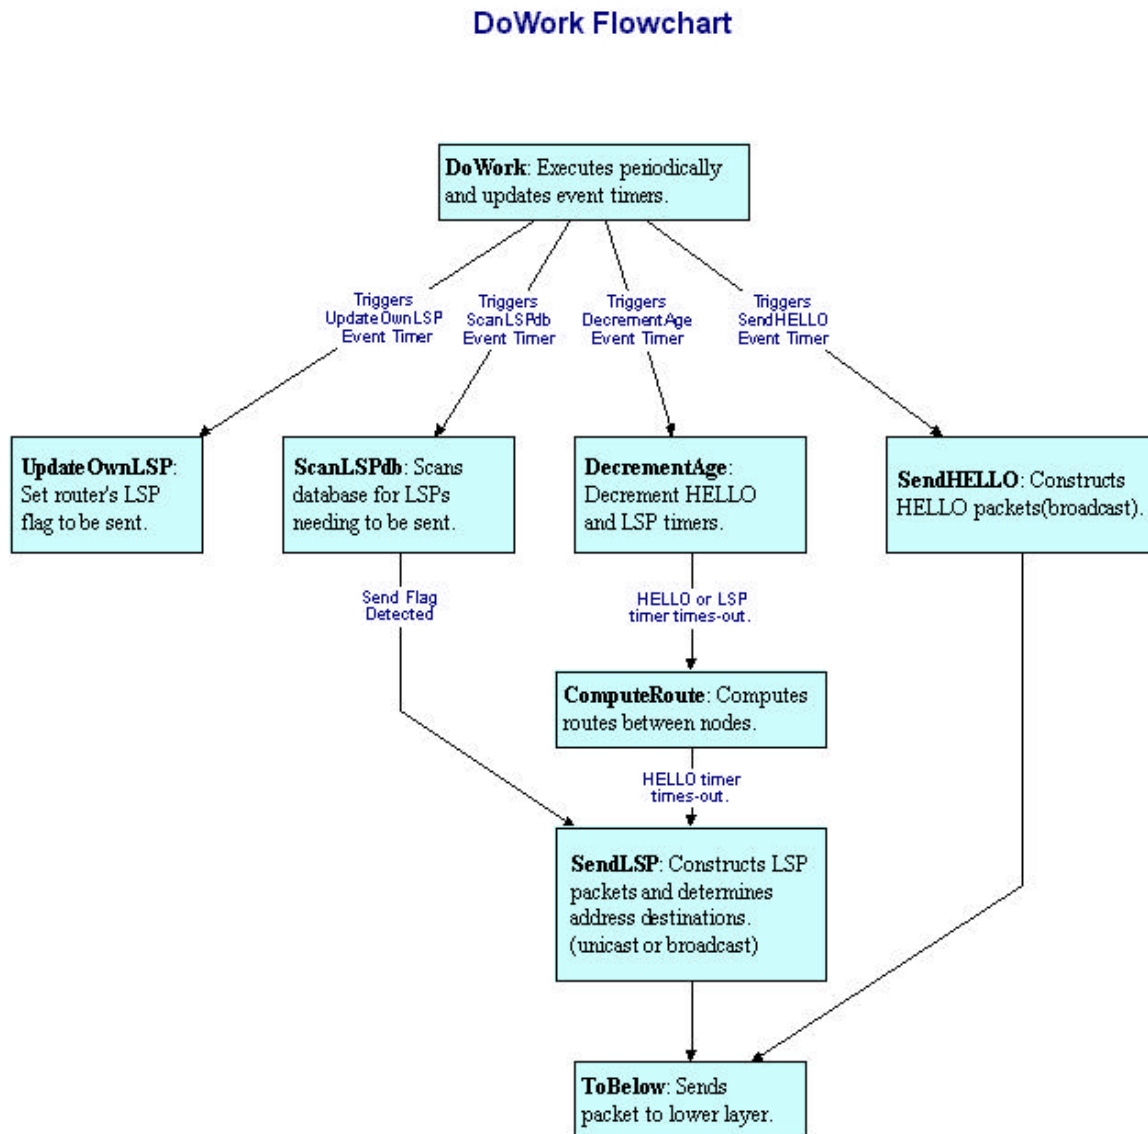 DoWork Flowchart
DoWork: Executes periodically
and updates event timers.
Triggers
UpdateOwnLSP
Event Timer
Triggers
ScanLSPdb
Event Timer
Triggers
DecrementAge
Event Timer
Triggers
SendHELLO
Event Timer
UpdateOwnLSP:
Set router's LSP
flag to be sent.
ScanLSPdb: Scans
database for LSPs
needing to be sent.
DecrementAge:
Decrement HELLO
and LSP timers.
SendHELLO: Constructs
HELLO packets(broadcast).
Send Flag
Detected
HELLO or LSP
timer times-out.
ComputeRoute: Computes
routes between nodes.
HELLO timer
times-out.
SendLSP: Constructs LSP
packets and determines
address destinations.
(unicast or broadcast)
ToBelow: Sends
packet to lower layer.